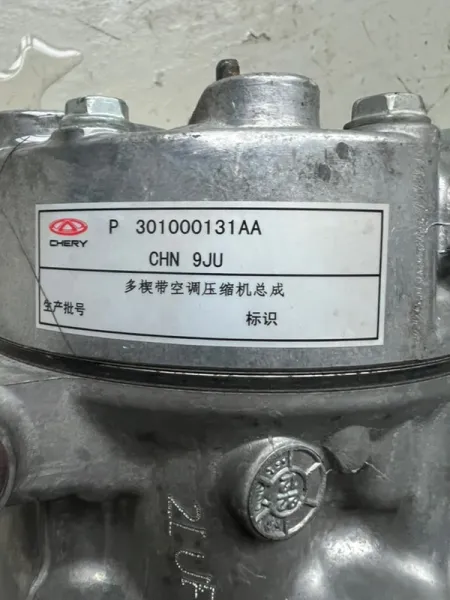 CHERY
P 301000131AA
CHN 9JU
多楔带空调压缩机总成
生产批号 标识